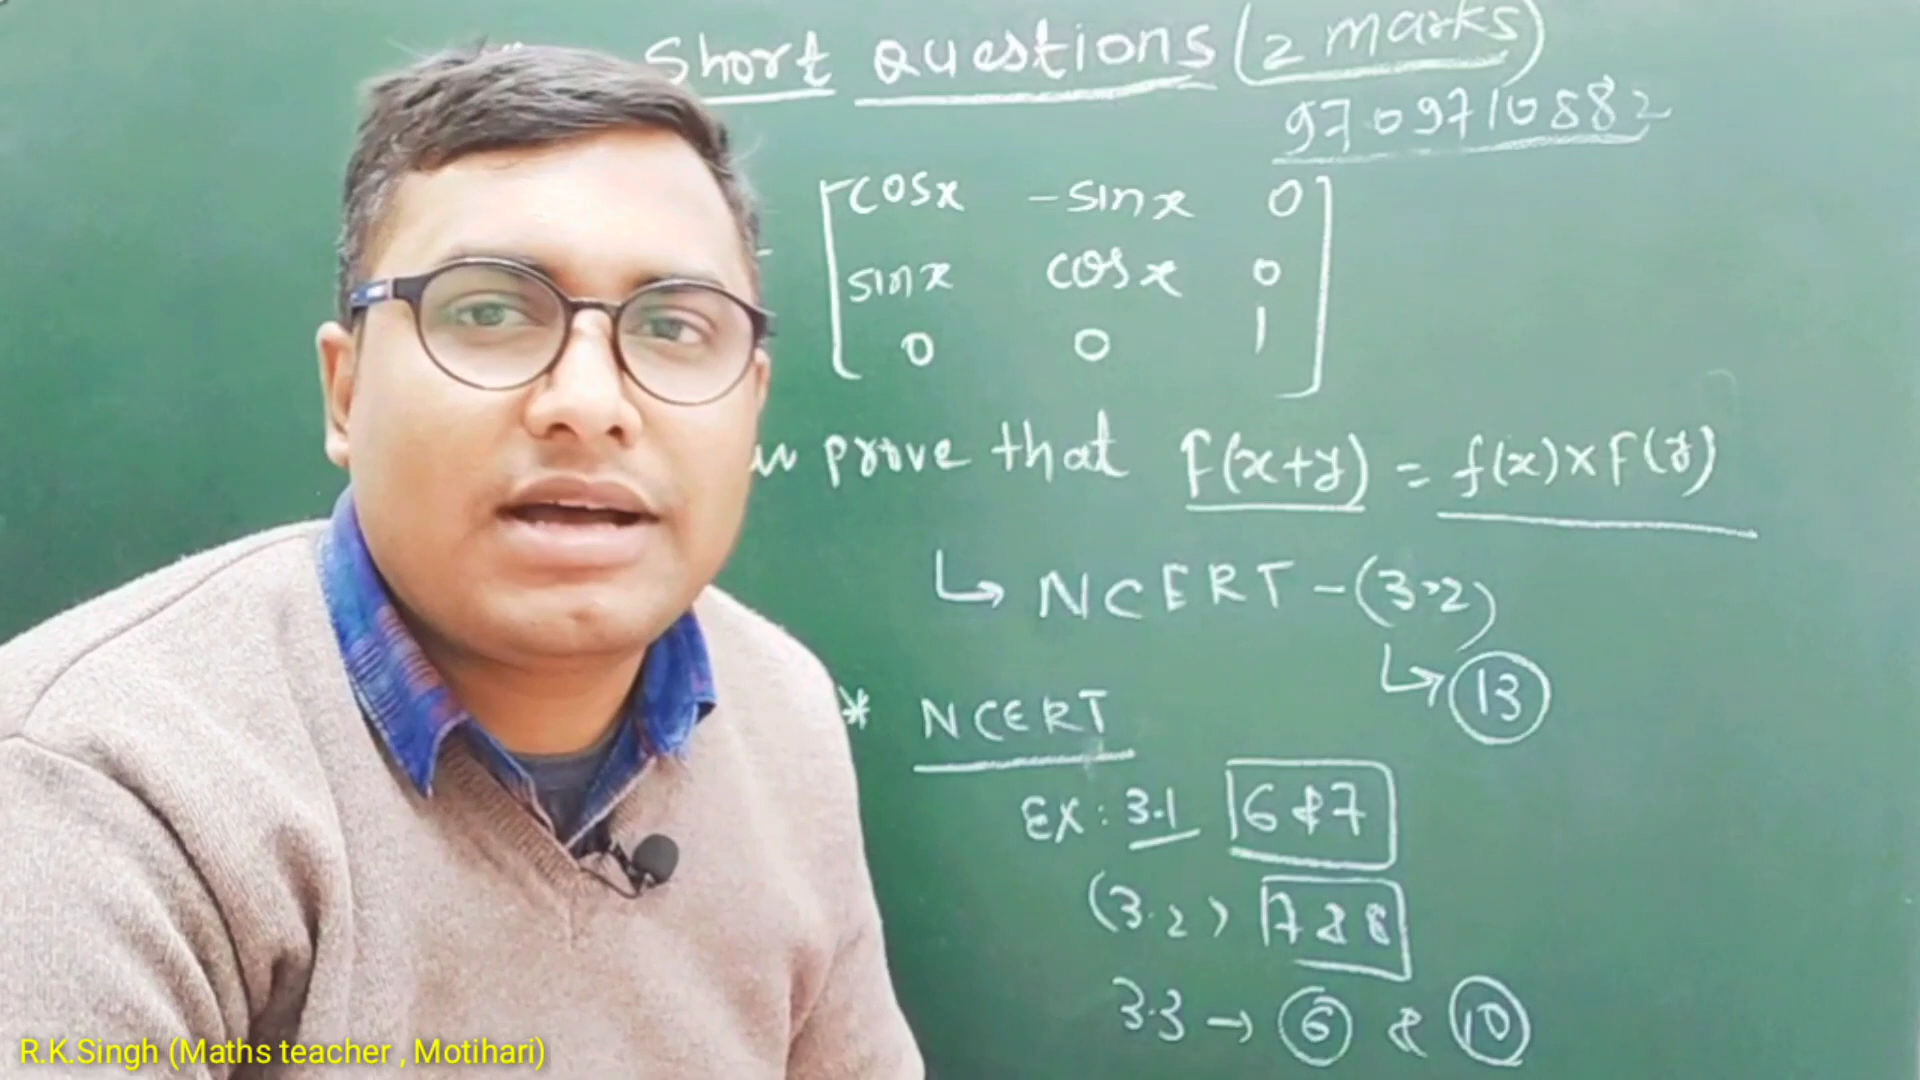 Short Questions (2 marks)
9709710882
cosx -sinx 0
sinx cosx 0
0 0 1
prove that F(x+y) = f(x)×F(y)
↳ NCERT - (3.2)
↳ 13
* NCERT
EX : 3.1 6 & 7
(3.2) 7 & 8
3.3 → 6 & 10
R.K.Singh (Maths teacher , Motihari)